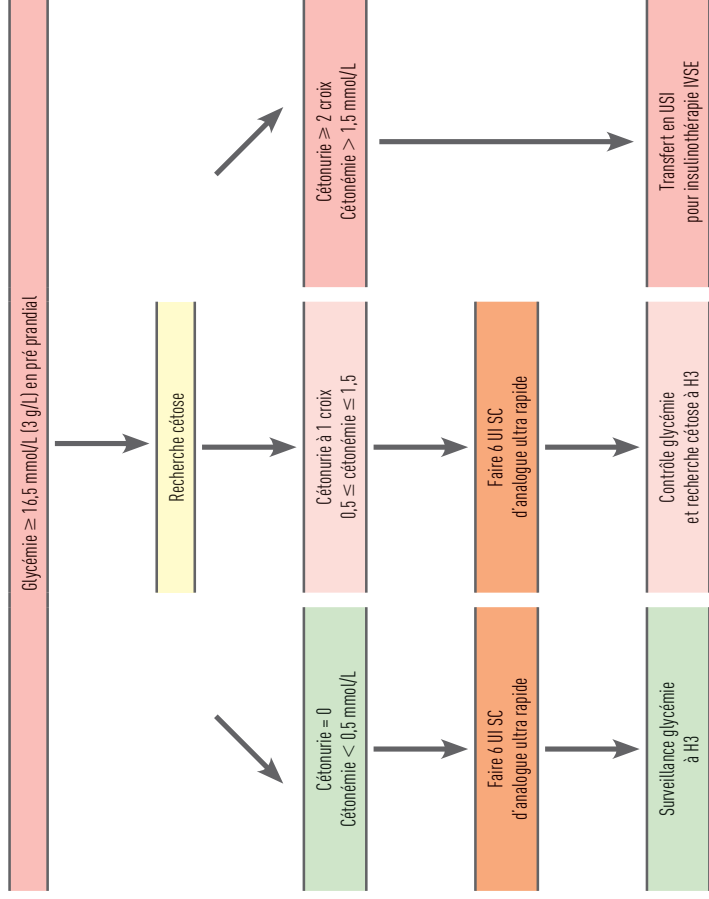 Glycémie ≥ 16,5 mmol/L (3 g/L) en pré prandial
Recherche cétose
Cétonurie = 0
Cétonémie < 0,5 mmol/L
Cétonurie à 1 croix
0,5 ≤ cétonémie ≤ 1,5
Cétonurie ≥ 2 croix
Cétonémie > 1,5 mmol/L
Faire 6 UI SC
d'analogue ultra rapide
Faire 6 UI SC
d'analogue ultra rapide
Surveillance glycémie
à H3
Contrôle glycémie
et recherche cétose à H3
Transfert en USI
pour insulinothérapie IVSE